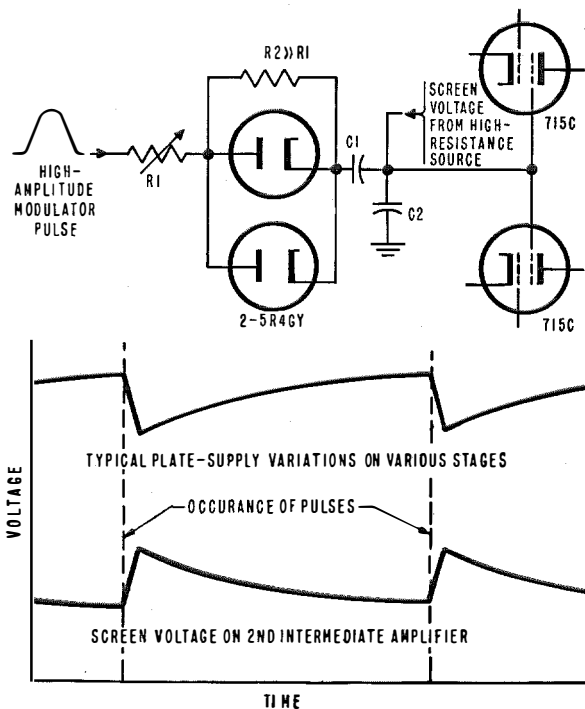 R2»R1
SCREEN
VOLTAGE
FROM HIGH-
RESISTANCE
SOURCE
715C
C1
HIGH-
AMPLITUDE
MODULATOR
PULSE
R1
C2
2-5R4GY
715C
TYPICAL PLATE-SUPPLY VARIATIONS ON VARIOUS STAGES
OCCURANCE OF PULSES
SCREEN VOLTAGE ON 2ND INTERMEDIATE AMPLIFIER
VOLTAGE
TIME